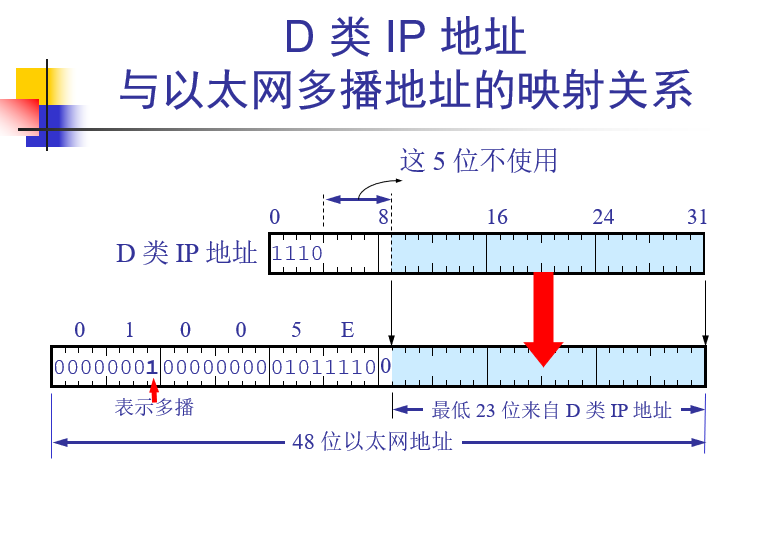 D 类 IP 地址
与以太网多播地址的映射关系
这 5 位不使用
0 8 16 24 31
D 类 IP 地址
1110
0 1 0 0 5 E
00000001 00000000 01011110 0
表示多播
最低 23 位来自 D 类 IP 地址
48 位以太网地址